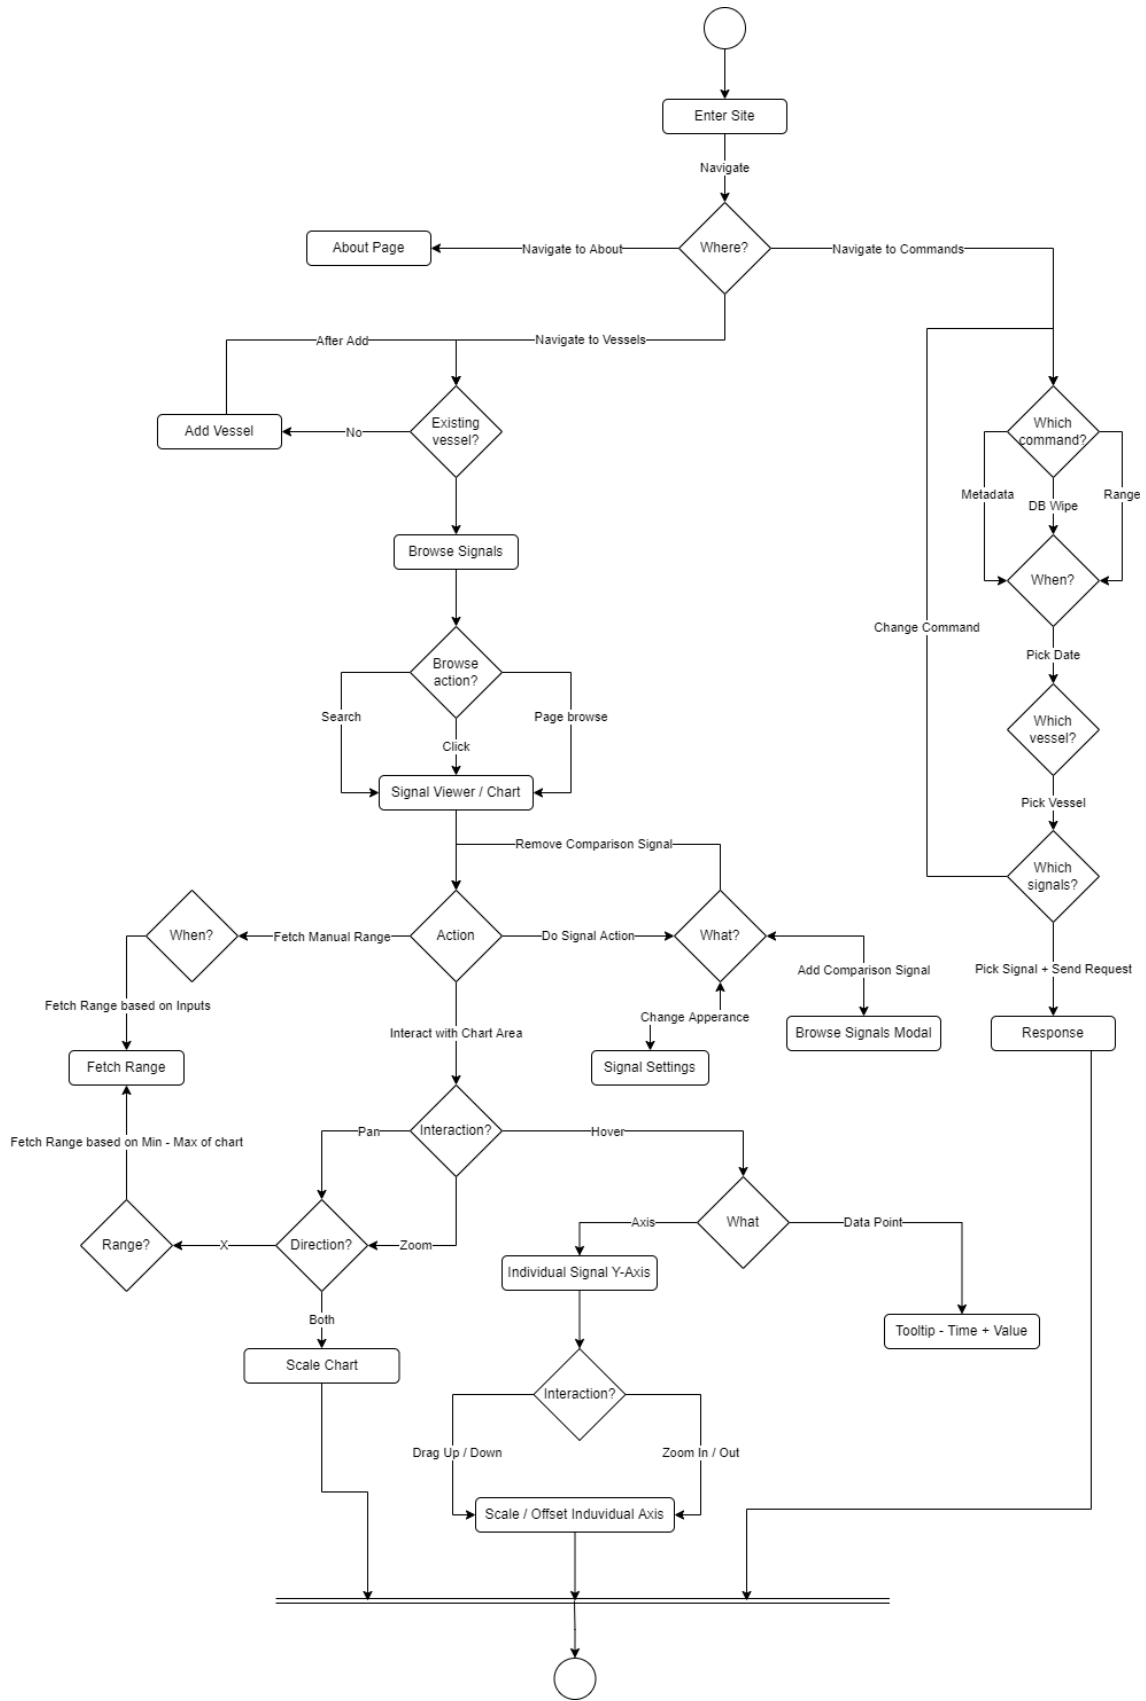 Enter Site
Navigate
About Page
Navigate to About
Where?
Navigate to Commands
After Add
Navigate to Vessels
Add Vessel
No
Existing
vessel?
Which
command?
Metadata
DB Wipe
Range
Browse Signals
When?
Change Command
Pick Date
Browse
action?
Search
Click
Page browse
Which
vessel?
Signal Viewer / Chart
Pick Vessel
Remove Comparison Signal
Which
signals?
When?
Fetch Manual Range
Action
Do Signal Action
What?
Add Comparison Signal
Pick Signal + Send Request
Fetch Range based on Inputs
Change Apperance
Interact with Chart Area
Browse Signals Modal
Response
Fetch Range
Signal Settings
Fetch Range based on Min - Max of chart
Pan
Interaction?
Hover
What
Axis
Data Point
Range?
X
Direction?
Zoom
Individual Signal Y-Axis
Both
Tooltip - Time + Value
Scale Chart
Interaction?
Drag Up / Down
Zoom In / Out
Scale / Offset Induvidual Axis